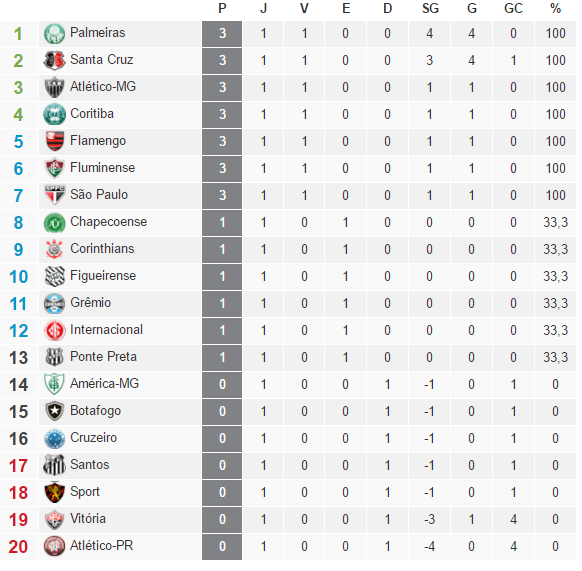 P J V E D SG G GC %
1 Palmeiras 3 1 1 0 0 4 4 0 100
2 Santa Cruz 3 1 1 0 0 3 4 1 100
3 Atlético-MG 3 1 1 0 0 1 1 0 100
4 Coritiba 3 1 1 0 0 1 1 0 100
5 Flamengo 3 1 1 0 0 1 1 0 100
6 Fluminense 3 1 1 0 0 1 1 0 100
7 São Paulo 3 1 1 0 0 1 1 0 100
8 Chapecoense 1 1 0 1 0 0 0 0 33,3
9 Corinthians 1 1 0 1 0 0 0 0 33,3
10 Figueirense 1 1 0 1 0 0 0 0 33,3
11 Grêmio 1 1 0 1 0 0 0 0 33,3
12 Internacional 1 1 0 1 0 0 0 0 33,3
13 Ponte Preta 1 1 0 1 0 0 0 0 33,3
14 América-MG 0 1 0 0 1 -1 0 1 0
15 Botafogo 0 1 0 0 1 -1 0 1 0
16 Cruzeiro 0 1 0 0 1 -1 0 1 0
17 Santos 0 1 0 0 1 -1 0 1 0
18 Sport 0 1 0 0 1 -1 0 1 0
19 Vitória 0 1 0 0 1 -3 1 4 0
20 Atlético-PR 0 1 0 0 1 -4 0 4 0